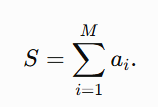 S = \sum_{i=1}^{M} a_i.